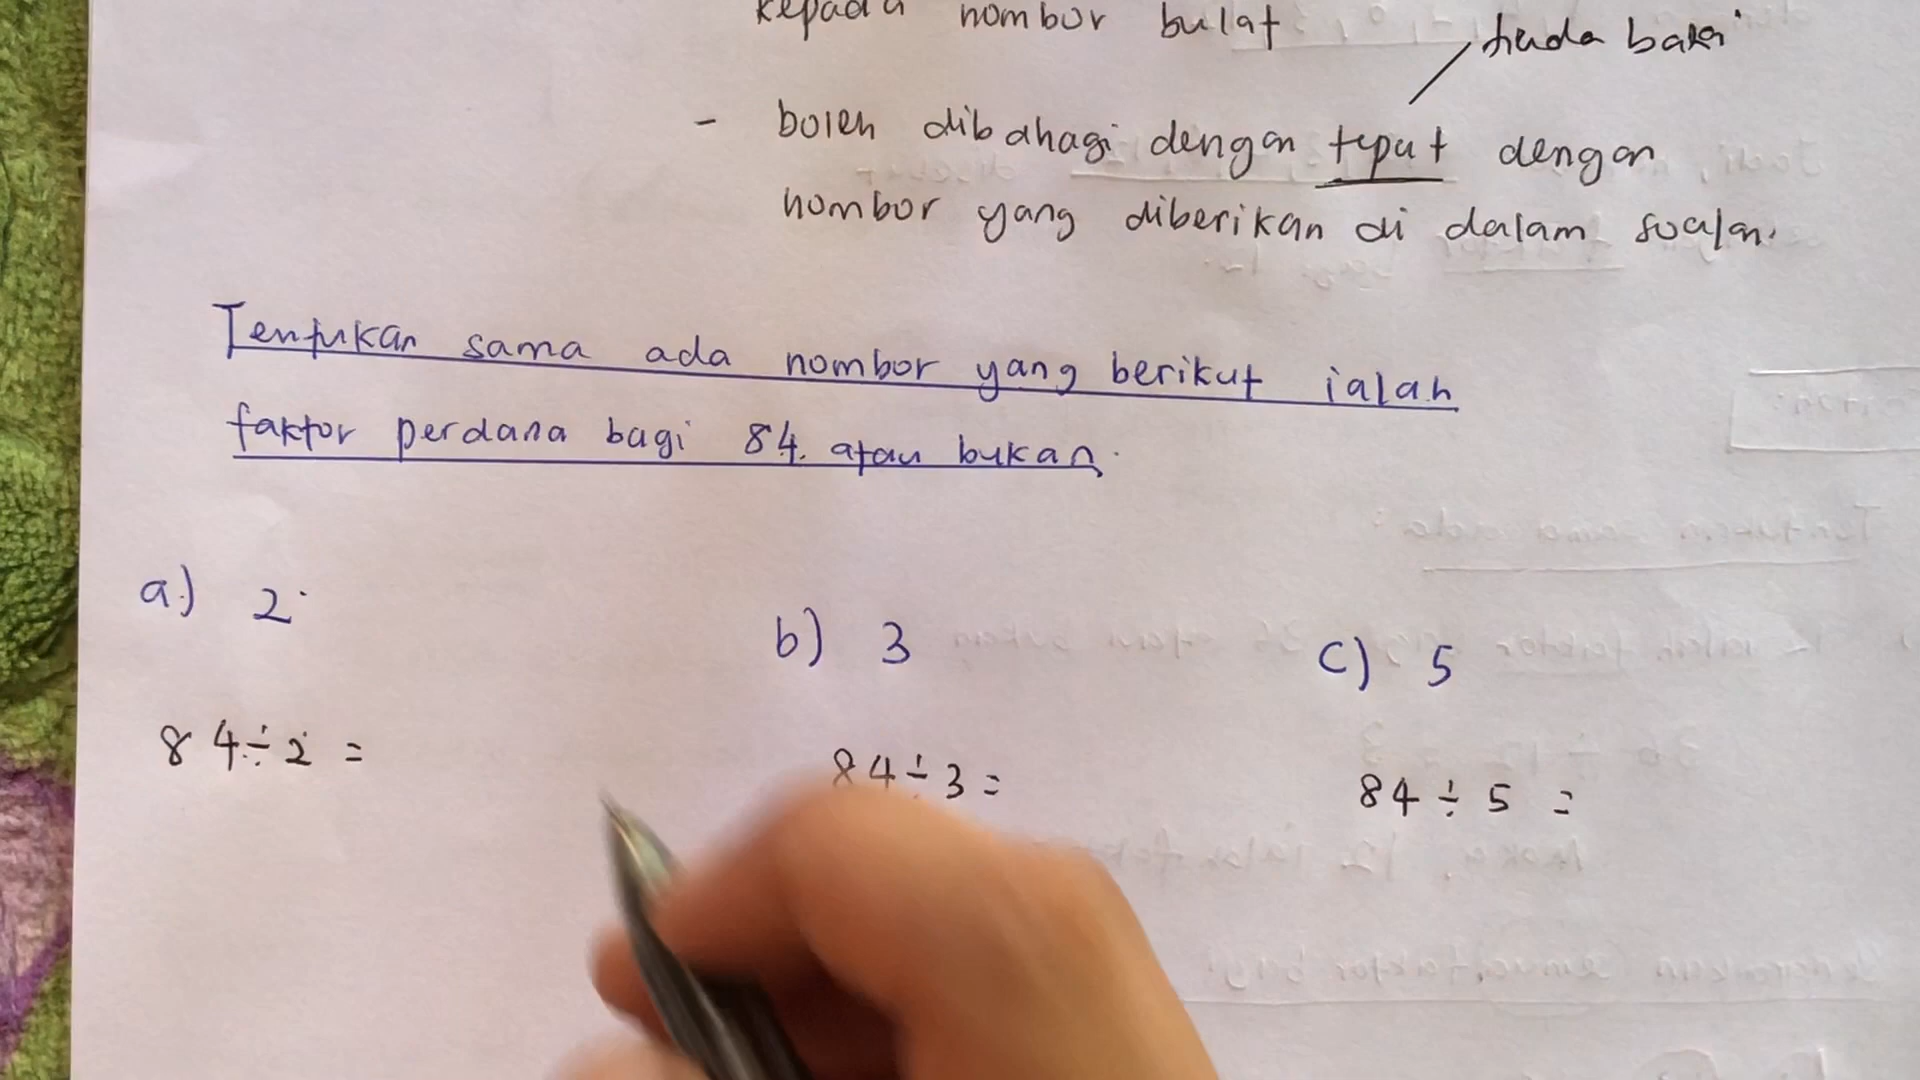 kepada nombor bulat
tiada baki
- boleh dibahagi dengan tepat dengan
nombor yang diberikan di dalam soalan.
Tentukan sama ada nombor yang berikut ialah
faktor perdana bagi 84. atau bukan.
a) 2
b) 3
c) 5
84 ÷ 2 =
84 ÷ 3 =
84 ÷ 5 =